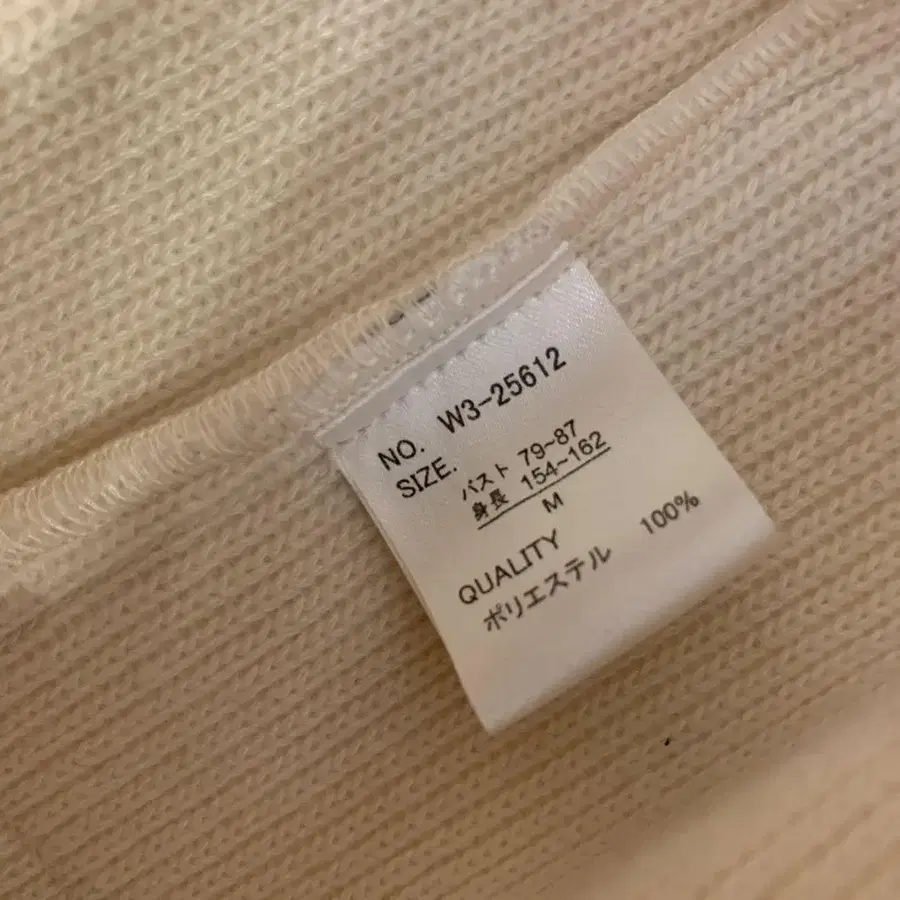 NO. W3-25612
SIZE.
バスト 79~87
身長 154~162
M
QUALITY
ポリエステル 100%